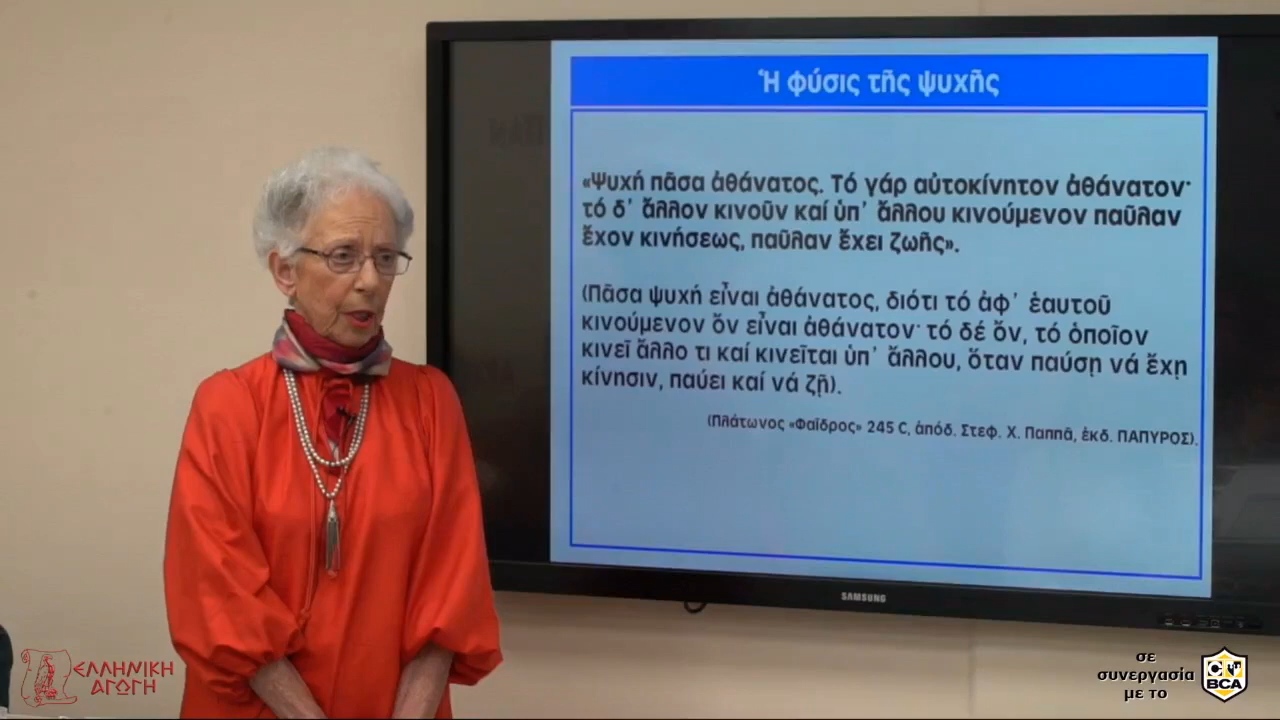 Ἡ φύσις τῆς ψυχῆς
«Ψυχή πᾶσα ἀθάνατος. Τό γάρ αὐτοκίνητον ἀθάνατον·
τό δ᾽ ἄλλον κινοῦν καί ὑπ᾽ ἄλλου κινούμενον παῦλαν
ἔχον κινήσεως, παῦλαν ἔχει ζωῆς».
(Πᾶσα ψυχή εἶναι ἀθάνατος, διότι τό ἀφ᾽ ἑαυτοῦ
κινούμενον ὄν εἶναι ἀθάνατον· τό δέ ὄν, τό ὁποῖον
κινεῖ ἄλλο τι καί κινεῖται ὑπ᾽ ἄλλου, ὅταν παύσῃ νά ἔχῃ
κίνησιν, παύει καί νά ζῇ).
(Πλάτωνος «Φαῖδρος» 245 C, ἀπόδ. Στεφ. Χ. Παππᾶ, ἐκδ. ΠΑΠΥΡΟΣ).
SAMSUNG
ΕΛΛΗΝΙΚΗ
ΑΓΩΓΗ
σε
συνεργασία
με το
BCA